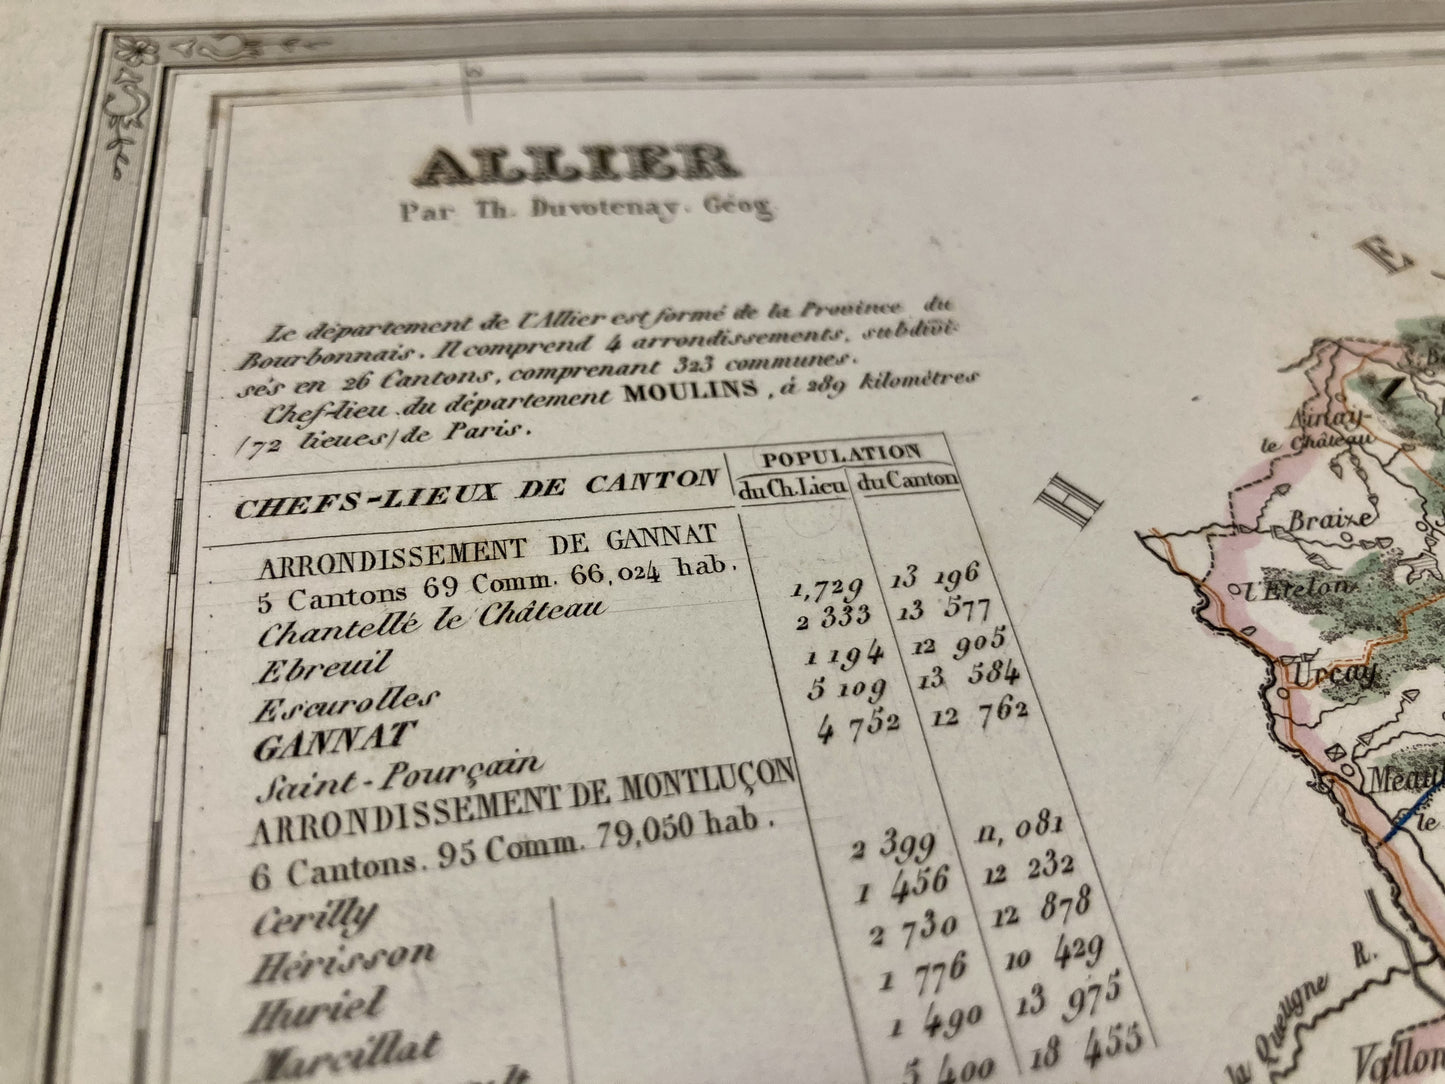 ALLIER
Par Th. Duvotenay. Géog.
Le département de l'Allier est formé de la Province du
Bourbonnais. Il comprend 4 arrondissements, subdivi-
sés en 26 Cantons, comprenant 323 communes.
Chef-lieu du département MOULINS, à 289 kilomètres
(72 lieues) de Paris.
CHEFS-LIEUX DE CANTON
POPULATION
du Ch. Lieu du Canton
ARRONDISSEMENT DE GANNAT
5 Cantons 69 Comm. 66,024 hab.
Chantellé le Château 1,729 13 196
Ebreuil 2 333 13 577
Escurolles 1 194 12 905
GANNAT 5 109 13 584
Saint-Pourçain 4 752 12 762
ARRONDISSEMENT DE MONTLUÇON
6 Cantons. 95 Comm. 79,050 hab.
Cerilly 2 399 11,081
Hérisson 1 456 12 232
Huriel 2 730 12 878
Marcillat 1 776 10 429
1 490 13 975
5 400 18 455
H
E
Ainay-
le Château
Braize
l'Etelon
Urçay
Meaul
le
Queugne R.
Vallon